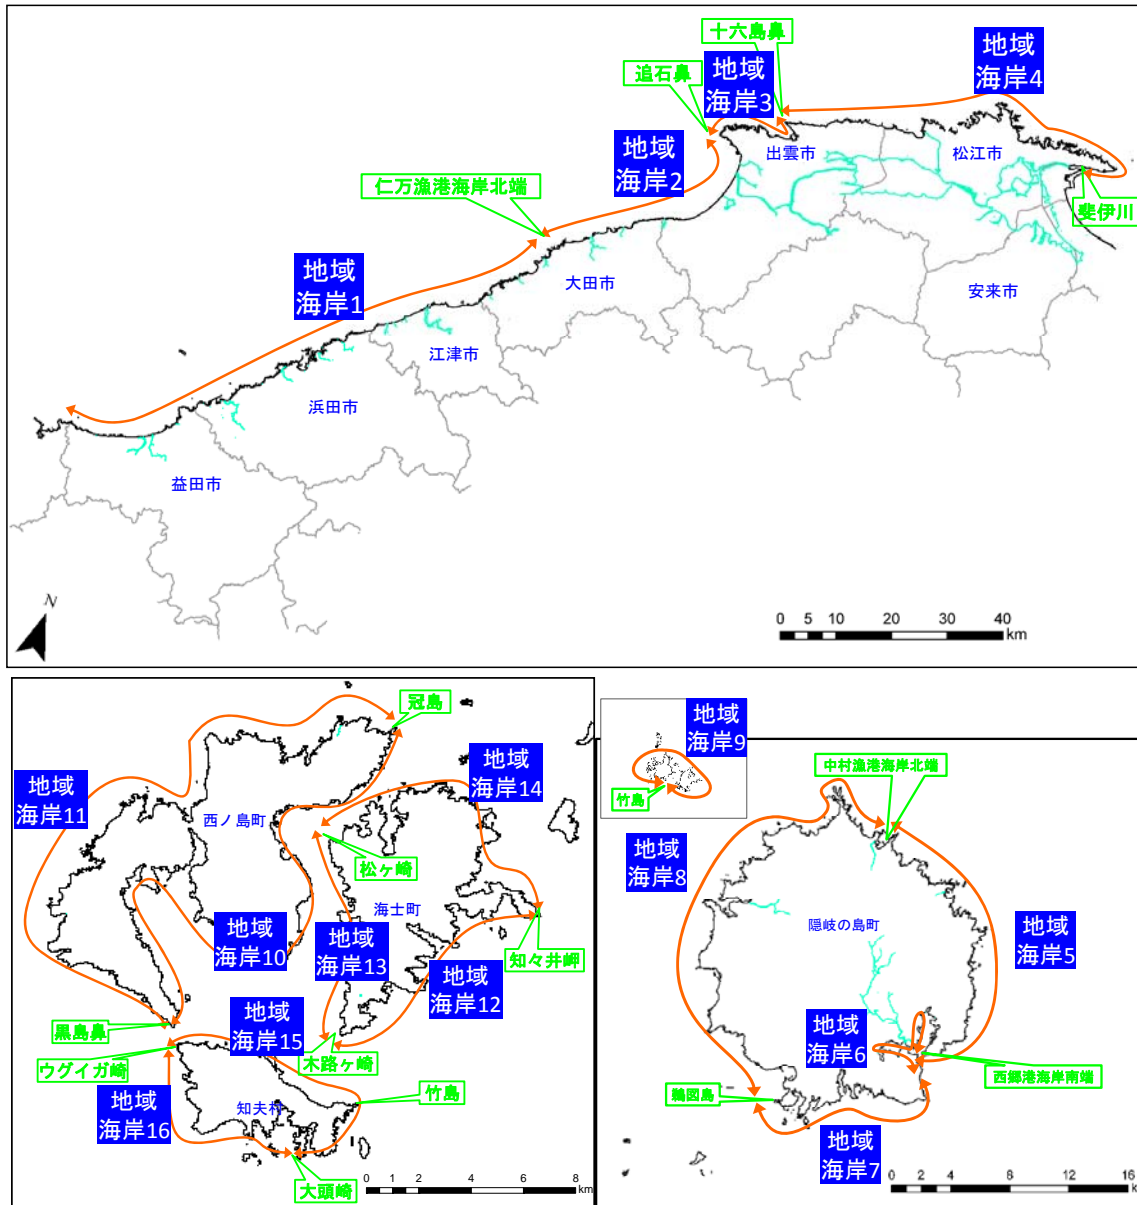 十六島鼻
地域
海岸4
追石鼻
地域
海岸3
出雲市
松江市
地域
海岸2
仁万漁港海岸北端
斐伊川
地域
海岸1
大田市
安来市
江津市
浜田市
益田市
N
0 5 10 20 30 40
km
冠島
地域
海岸14
地域
海岸11
西ノ島町
松ヶ崎
海士町
地域
海岸10
地域
海岸13
知々井岬
地域
海岸12
黒島鼻
地域
海岸15
ウグイガ崎
木路ヶ崎
竹島
知夫村
地域
海岸16
大頭崎
0 1 2 4 6 8
km
地域
海岸9
竹島
中村漁港海岸北端
地域
海岸8
隠岐の島町
地域
海岸5
地域
海岸6
西郷港海岸南端
鵜図島
地域
海岸7
0 2 4 8 12 16